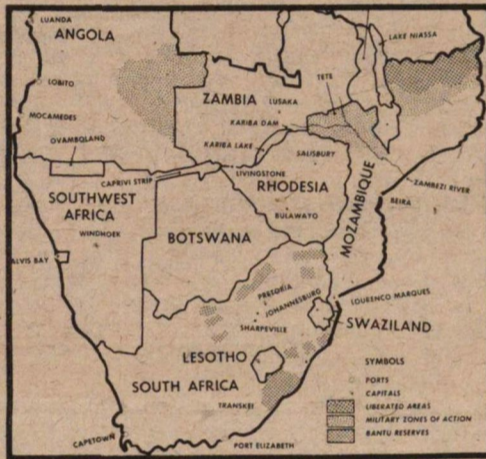 LUANDA
ANGOLA
LAKE NIASSA
LOBITO
TETE
ZAMBIA
LUSAKA
MOCAMEDES
KARIBA DAM
OVAMBOLAND
KARIBA LAKE
SALISBURY
CAPRIVI STRIP
LIVINGSTONE
ZAMBEZI RIVER
SOUTHWEST
AFRICA
RHODESIA
MOZAMBIQUE
BEIRA
WINDHOEK
BOTSWANA
BULAWAYO
ALVIS BAY
PRETORIA
JOHANNESBURG
LOURENCO MARQUES
SHARPEVILLE
SWAZILAND
LESOTHO
SOUTH AFRICA
TRANSKEI
CAPETOWN
PORT ELIZABETH
SYMBOLS
PORTS
CAPITALS
LIBERATED AREAS
MILITARY ZONES OF ACTION
BANTU RESERVES